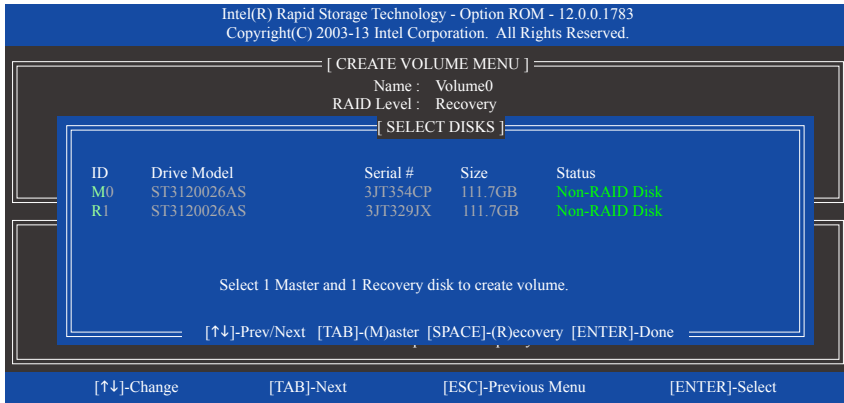 Intel(R) Rapid Storage Technology - Option ROM - 12.0.0.1783
Copyright(C) 2003-13 Intel Corporation. All Rights Reserved.
[ CREATE VOLUME MENU ]
Name : Volume0
RAID Level : Recovery
[ SELECT DISKS ]
ID Drive Model Serial # Size Status
M0 ST3120026AS 3JT354CP 111.7GB Non-RAID Disk
R1 ST3120026AS 3JT329JX 111.7GB Non-RAID Disk
Select 1 Master and 1 Recovery disk to create volume.
[↑↓]-Prev/Next [TAB]-(M)aster [SPACE]-(R)ecovery [ENTER]-Done
[↑↓]-Change [TAB]-Next [ESC]-Previous Menu [ENTER]-Select